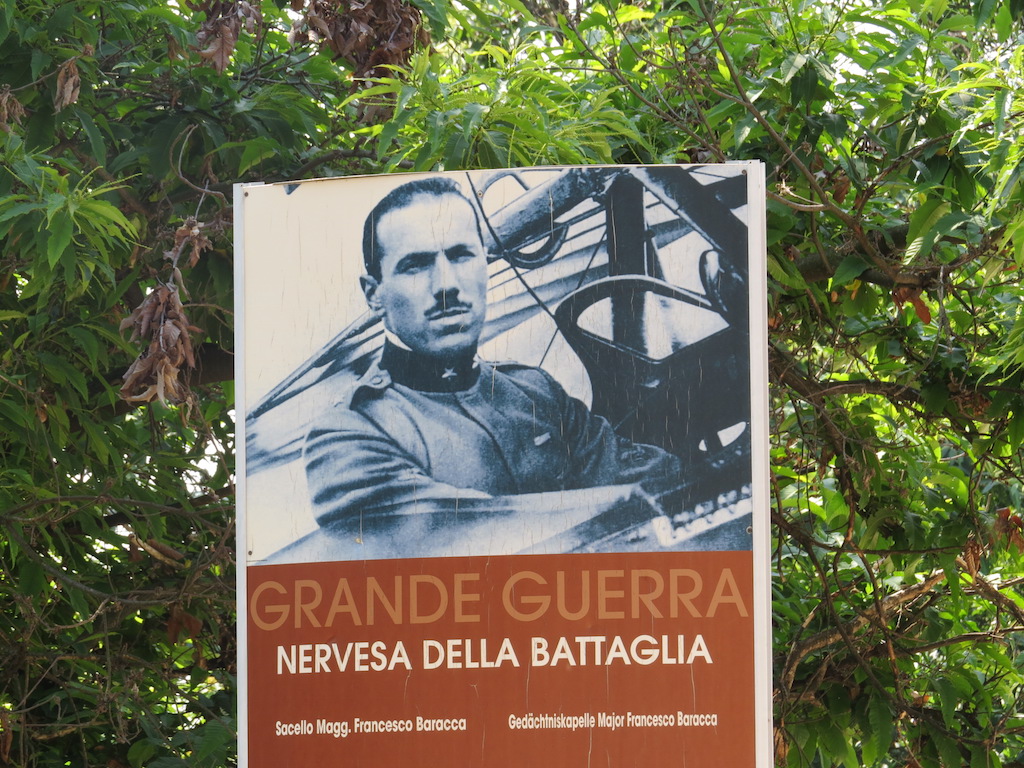 GRANDE GUERRA
NERVESA DELLA BATTAGLIA
Sacello Magg. Francesco Baracca
Gedächtniskapelle Major Francesco Baracca